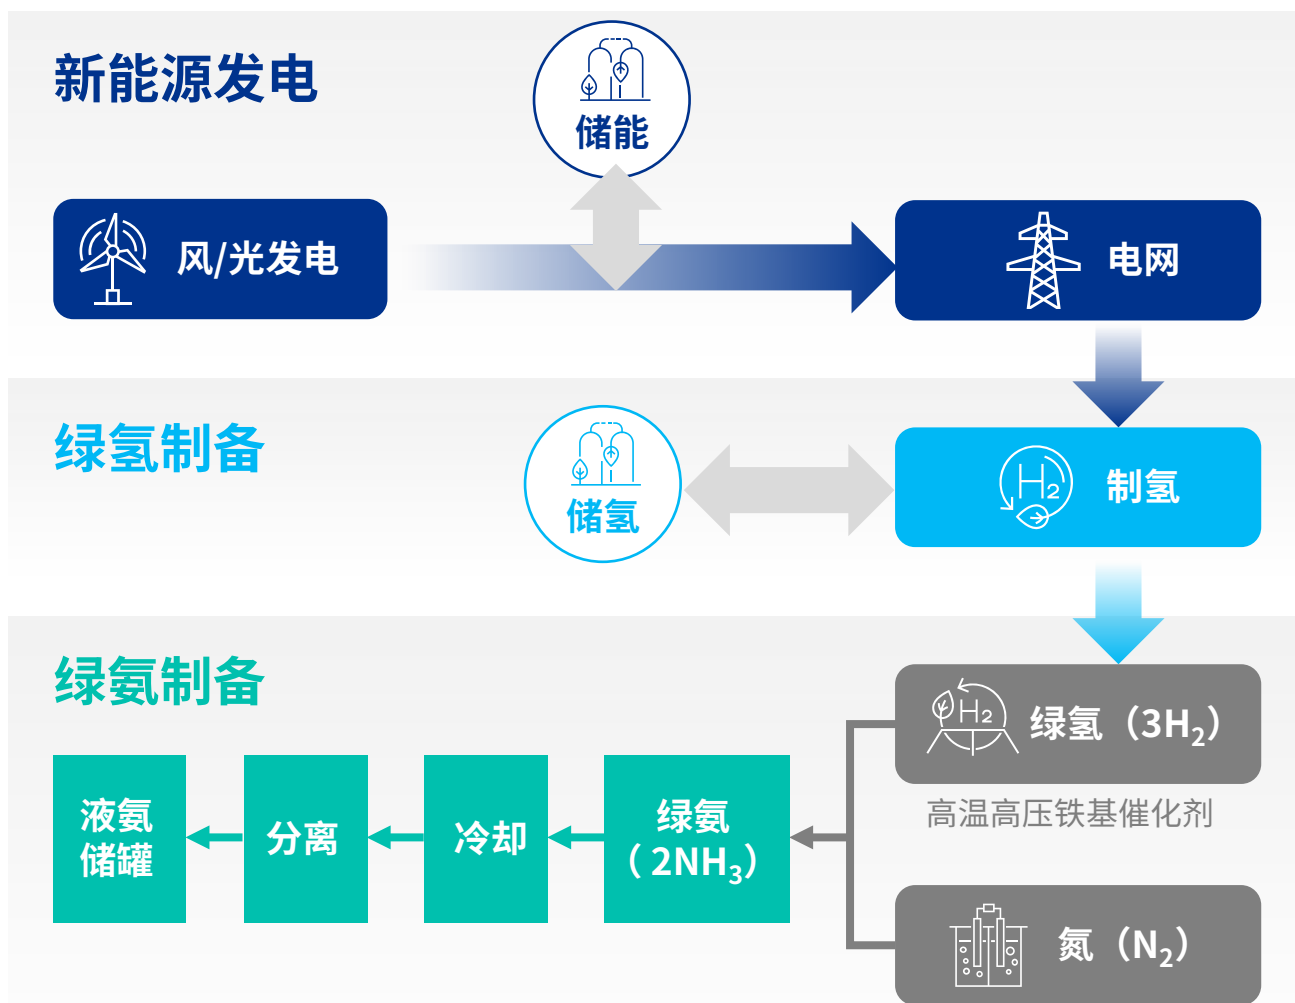 新能源发电
储能
风/光发电
电网
绿氢制备
储氢
H₂
制氢
绿氨制备
H₂
绿氢（3H₂）
高温高压铁基催化剂
液氨
储罐
分离
冷却
绿氨
（ 2NH₃）
氮（N₂）